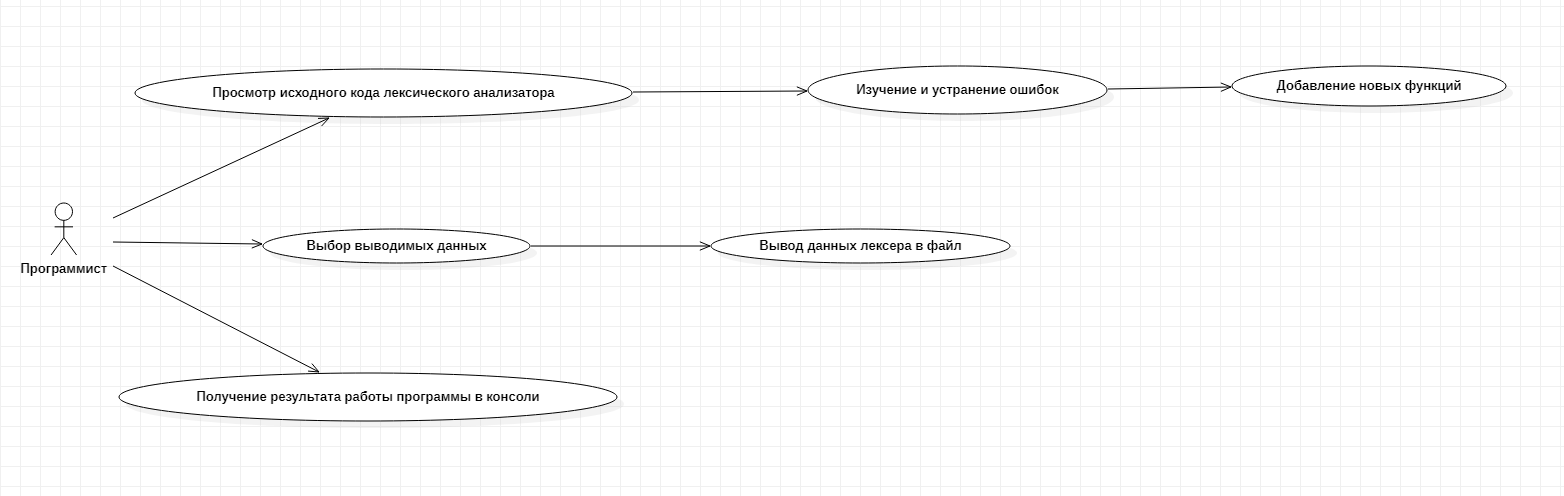 Просмотр исходного кода лексического анализатора
Изучение и устранение ошибок
Добавление новых функций
Программист
Выбор выводимых данных
Вывод данных лексера в файл
Получение результата работы программы в консоли